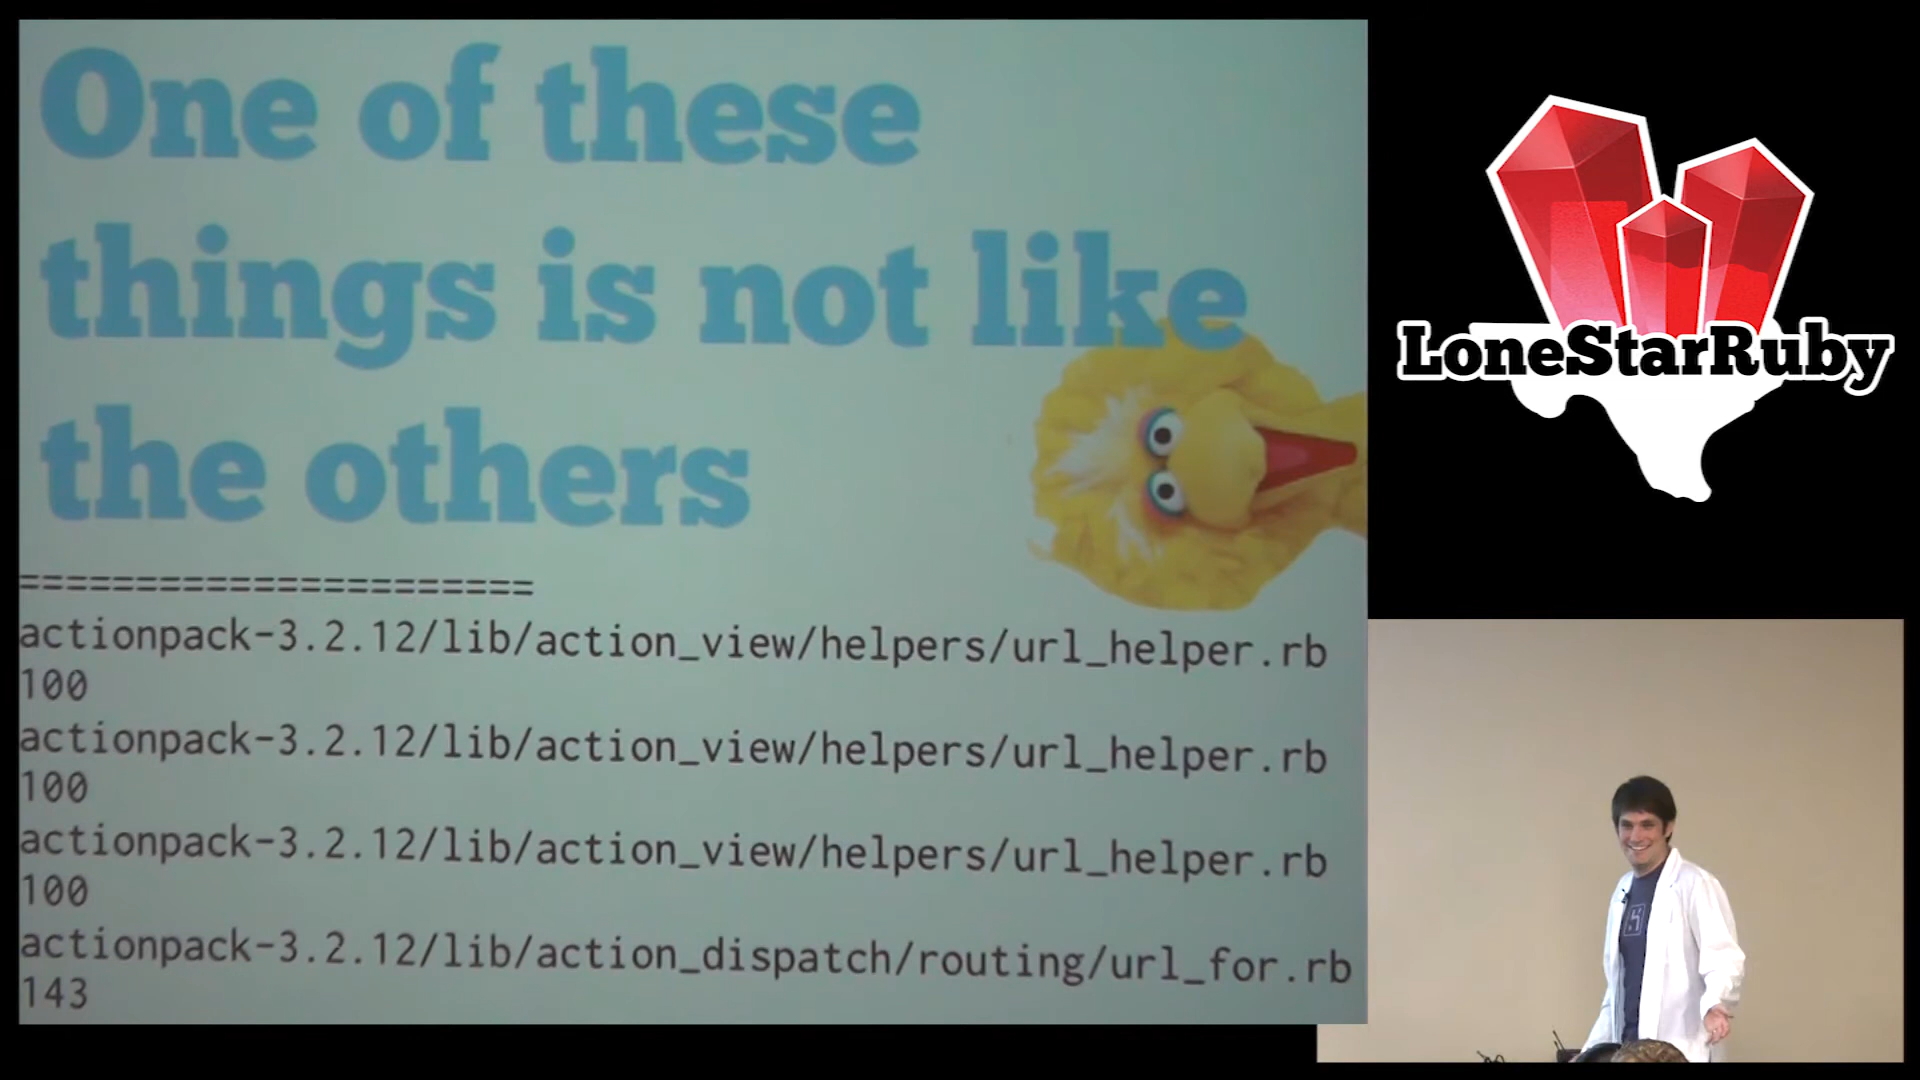 One of these
things is not like
the others
======================
actionpack-3.2.12/lib/action_view/helpers/url_helper.rb
100
actionpack-3.2.12/lib/action_view/helpers/url_helper.rb
100
actionpack-3.2.12/lib/action_view/helpers/url_helper.rb
100
actionpack-3.2.12/lib/action_dispatch/routing/url_for.rb
143
LoneStarRuby